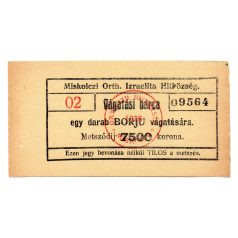 Miskolczi Orth. Izraelita Hitközség.
02 Vágatási bárca 09564
egy darab BORJU vágatására.
Metsződíj 7500 korona.
Ezen jegy bevonása nélkül TILOS a metszés.